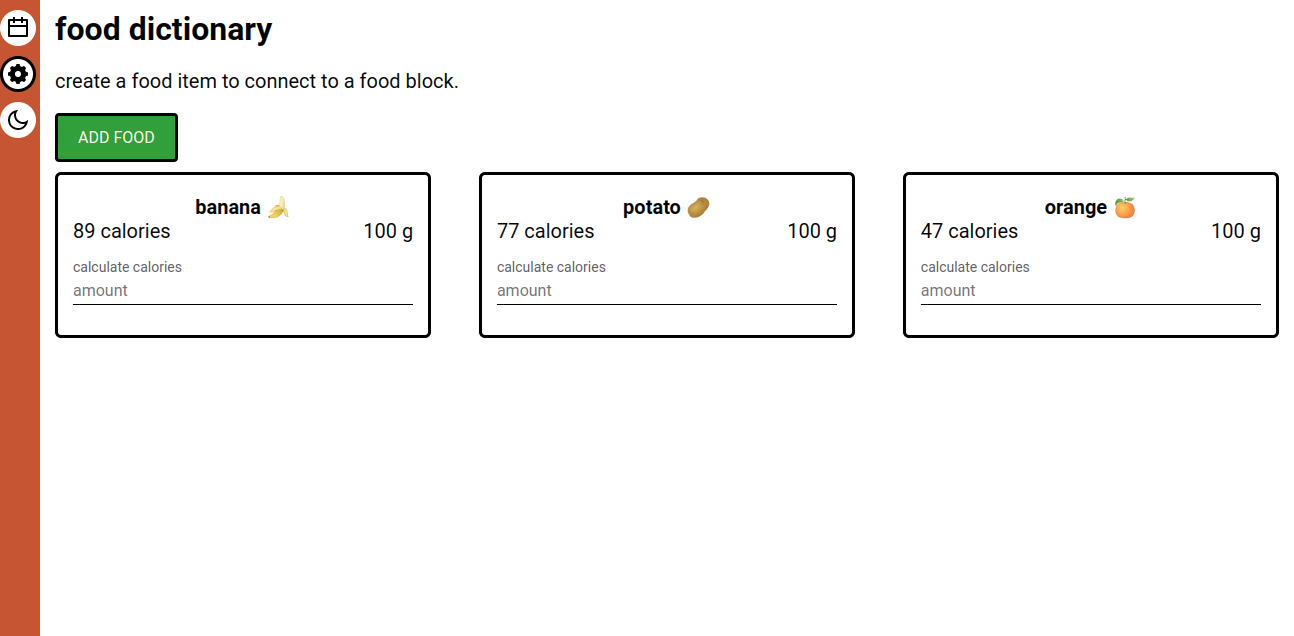 food dictionary
create a food item to connect to a food block.
ADD FOOD
banana 🍌
89 calories 100 g
calculate calories
amount
potato 🥔
77 calories 100 g
calculate calories
amount
orange 🍊
47 calories 100 g
calculate calories
amount